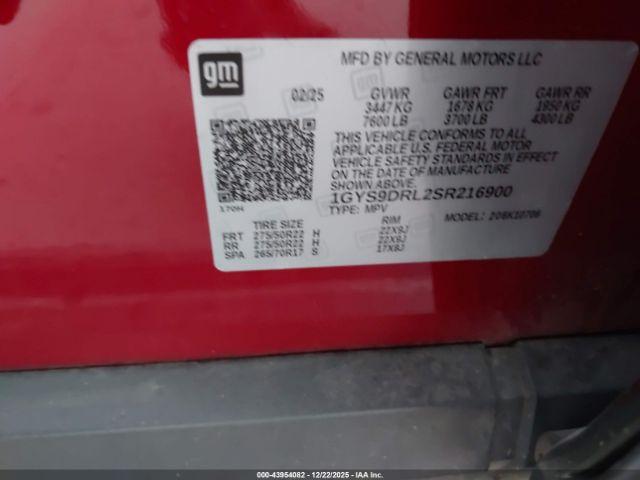 gm
MFD BY GENERAL MOTORS LLC
02/25 GVWR GAWR FRT GAWR RR
3447 KG 1678 KG 1950 KG
7600 LB 3700 LB 4300 LB
THIS VEHICLE CONFORMS TO ALL
APPLICABLE U.S. FEDERAL MOTOR
VEHICLE SAFETY STANDARDS IN EFFECT
ON THE DATE OF MANUFACTURE
SHOWN ABOVE.
1GYS9DRL2SR216900
TYPE: MPV MODEL: 20SK10706
170H
TIRE SIZE RIM
FRT 275/50R22 H 22X9J
RR 275/50R22 H 22X9J
SPA 265/70R17 S 17X8J
000-43954082 - 12/22/2025 - IAA Inc.